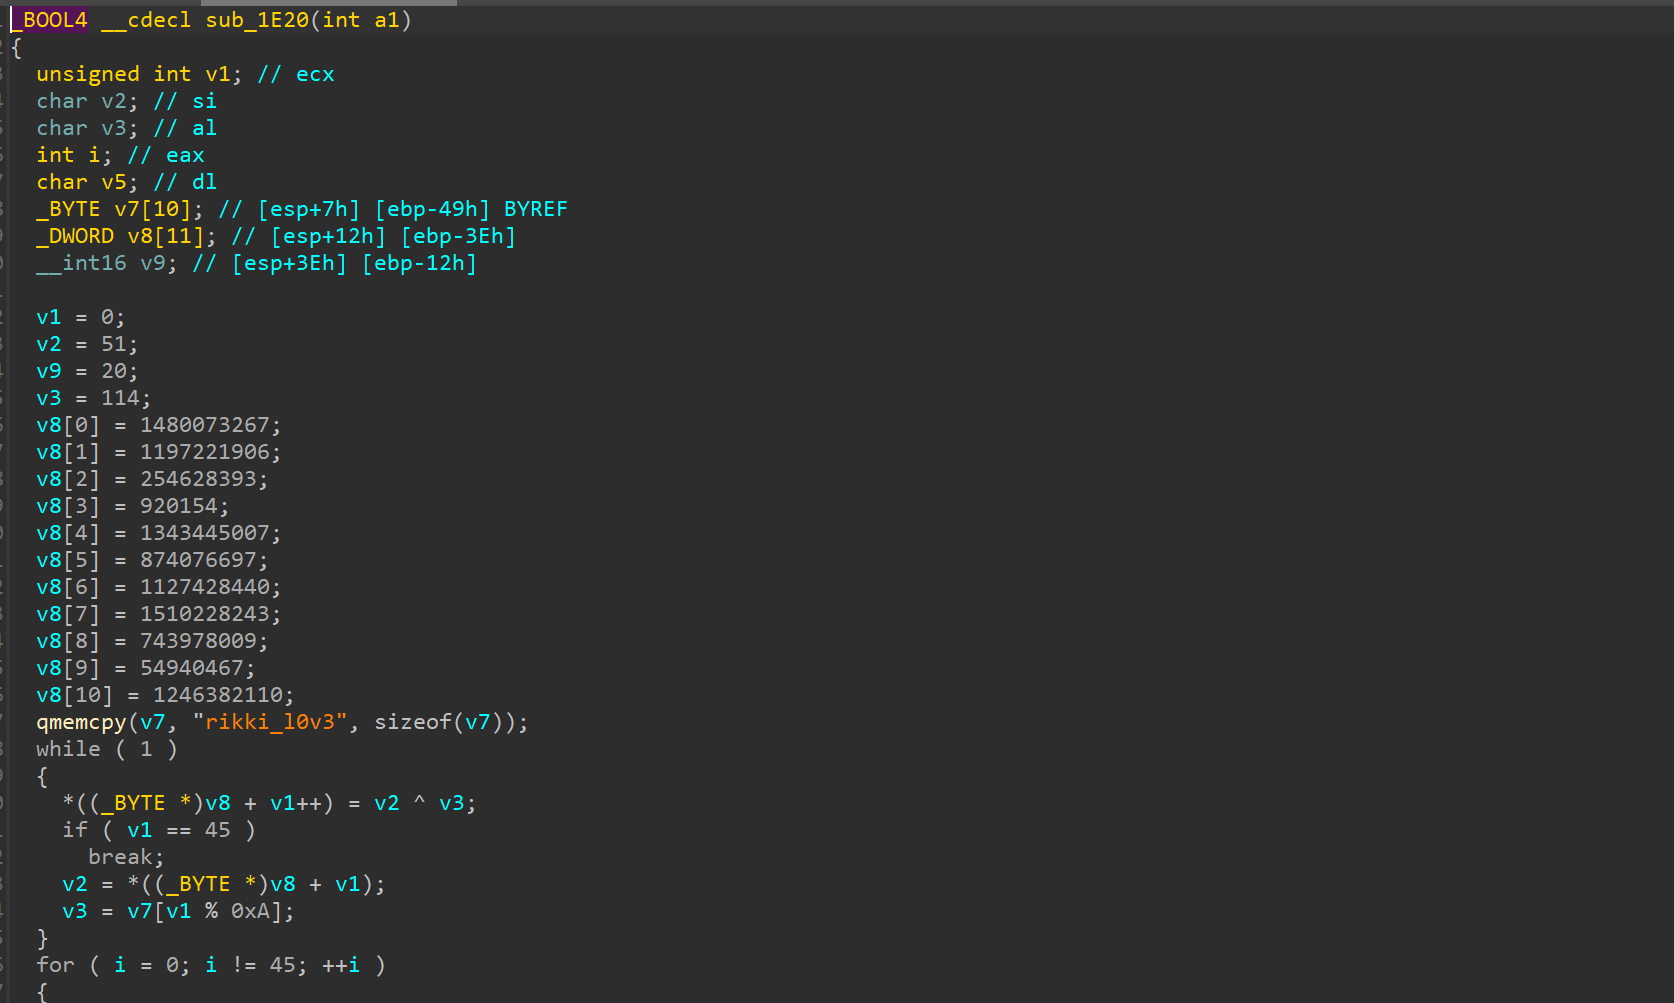 _BOOL4 __cdecl sub_1E20(int a1)
{
unsigned int v1; // ecx
char v2; // si
char v3; // al
int i; // eax
char v5; // dl
_BYTE v7[10]; // [esp+7h] [ebp-49h] BYREF
_DWORD v8[11]; // [esp+12h] [ebp-3Eh]
__int16 v9; // [esp+3Eh] [ebp-12h]
v1 = 0;
v2 = 51;
v9 = 20;
v3 = 114;
v8[0] = 1480073267;
v8[1] = 1197221906;
v8[2] = 254628393;
v8[3] = 920154;
v8[4] = 1343445007;
v8[5] = 874076697;
v8[6] = 1127428440;
v8[7] = 1510228243;
v8[8] = 743978009;
v8[9] = 54940467;
v8[10] = 1246382110;
qmemcpy(v7, "rikki_l0v3", sizeof(v7));
while ( 1 )
{
*((_BYTE *)v8 + v1++) = v2 ^ v3;
if ( v1 == 45 )
break;
v2 = *((_BYTE *)v8 + v1);
v3 = v7[v1 % 0xA];
}
for ( i = 0; i != 45; ++i )
{